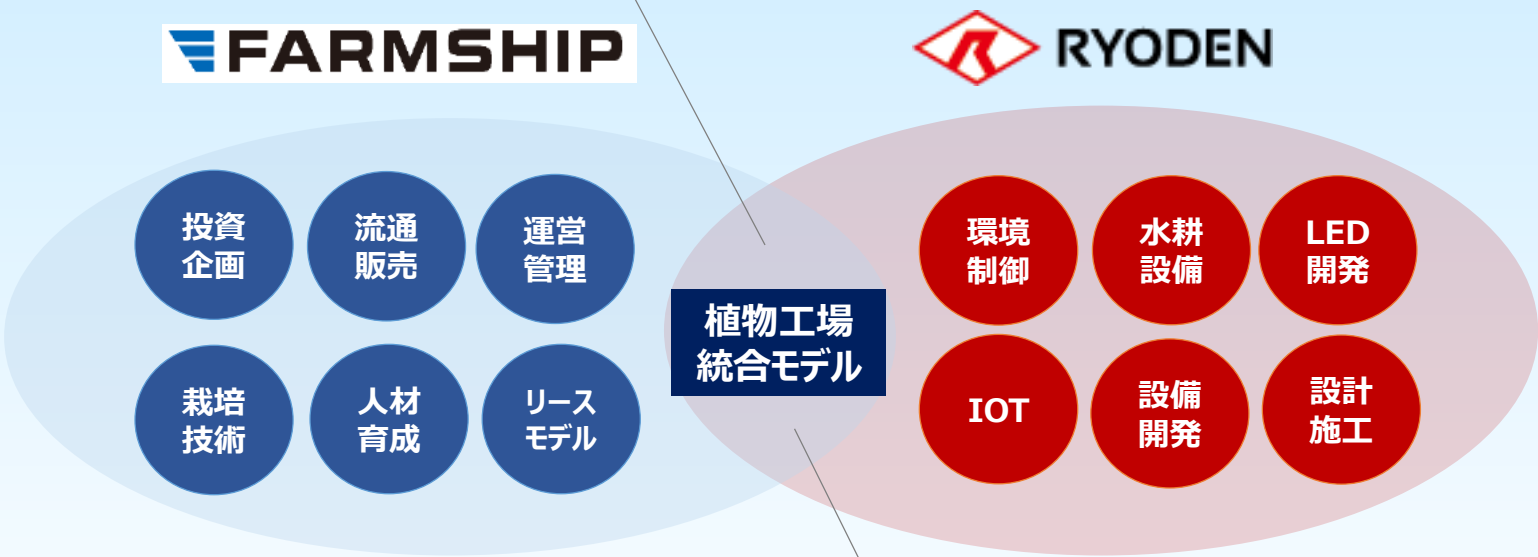 FARMSHIP
RYODEN
投資
企画
流通
販売
運営
管理
栽培
技術
人材
育成
リース
モデル
植物工場
統合モデル
環境
制御
水耕
設備
LED
開発
IOT
設備
開発
設計
施工